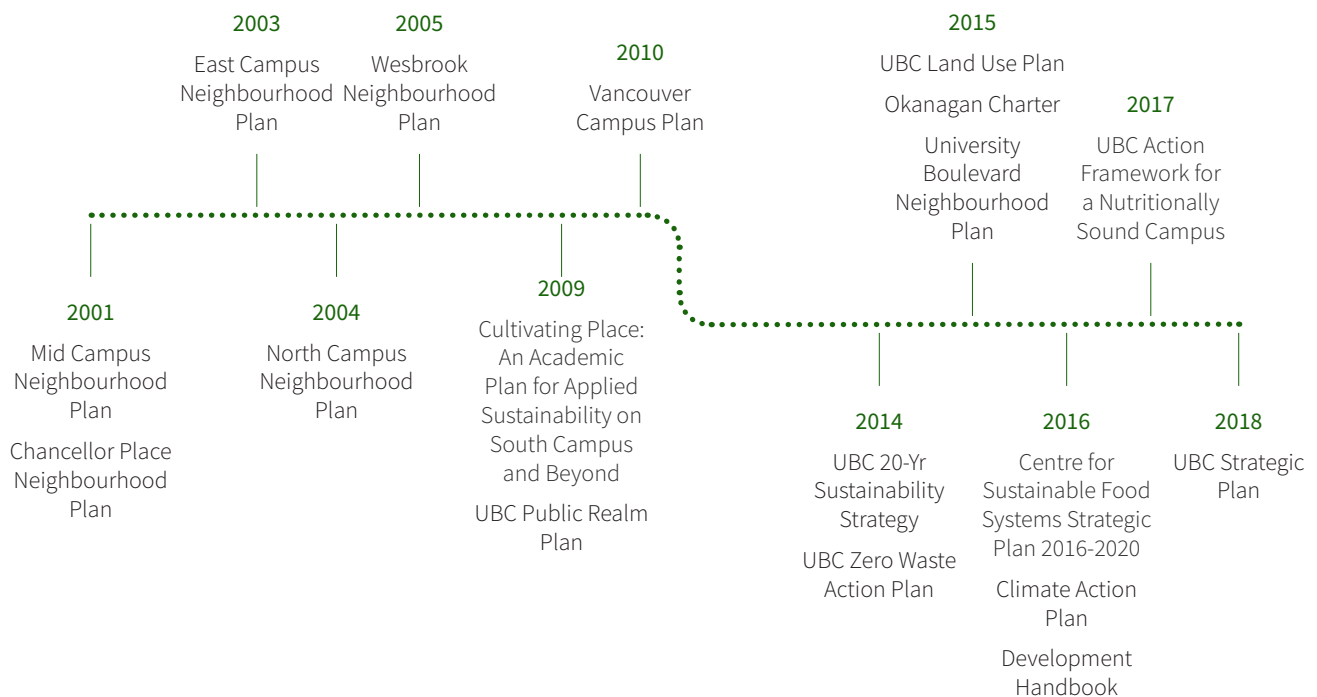 2003
East Campus
Neighbourhood
Plan
2005
Wesbrook
Neighbourhood
Plan
2010
Vancouver
Campus Plan
2015
UBC Land Use Plan
Okanagan Charter
University
Boulevard
Neighbourhood
Plan
2017
UBC Action
Framework for
a Nutritionally
Sound Campus
2001
Mid Campus
Neighbourhood
Plan
Chancellor Place
Neighbourhood
Plan
2004
North Campus
Neighbourhood
Plan
2009
Cultivating Place:
An Academic
Plan for Applied
Sustainability on
South Campus
and Beyond
UBC Public Realm
Plan
2014
UBC 20-Yr
Sustainability
Strategy
UBC Zero Waste
Action Plan
2016
Centre for
Sustainable Food
Systems Strategic
Plan 2016-2020
Climate Action
Plan
Development
Handbook
2018
UBC Strategic
Plan